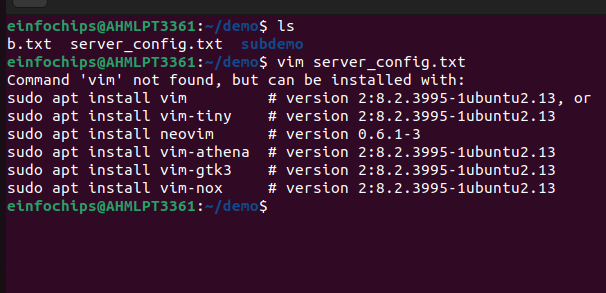 einfochips@AHMLPT3361:~/demo$ ls
b.txt  server_config.txt  subdemo
einfochips@AHMLPT3361:~/demo$ vim server_config.txt
Command 'vim' not found, but can be installed with:
sudo apt install vim         # version 2:8.2.3995-1ubuntu2.13, or
sudo apt install vim-tiny    # version 2:8.2.3995-1ubuntu2.13
sudo apt install neovim      # version 0.6.1-3
sudo apt install vim-athena  # version 2:8.2.3995-1ubuntu2.13
sudo apt install vim-gtk3    # version 2:8.2.3995-1ubuntu2.13
sudo apt install vim-nox     # version 2:8.2.3995-1ubuntu2.13
einfochips@AHMLPT3361:~/demo$